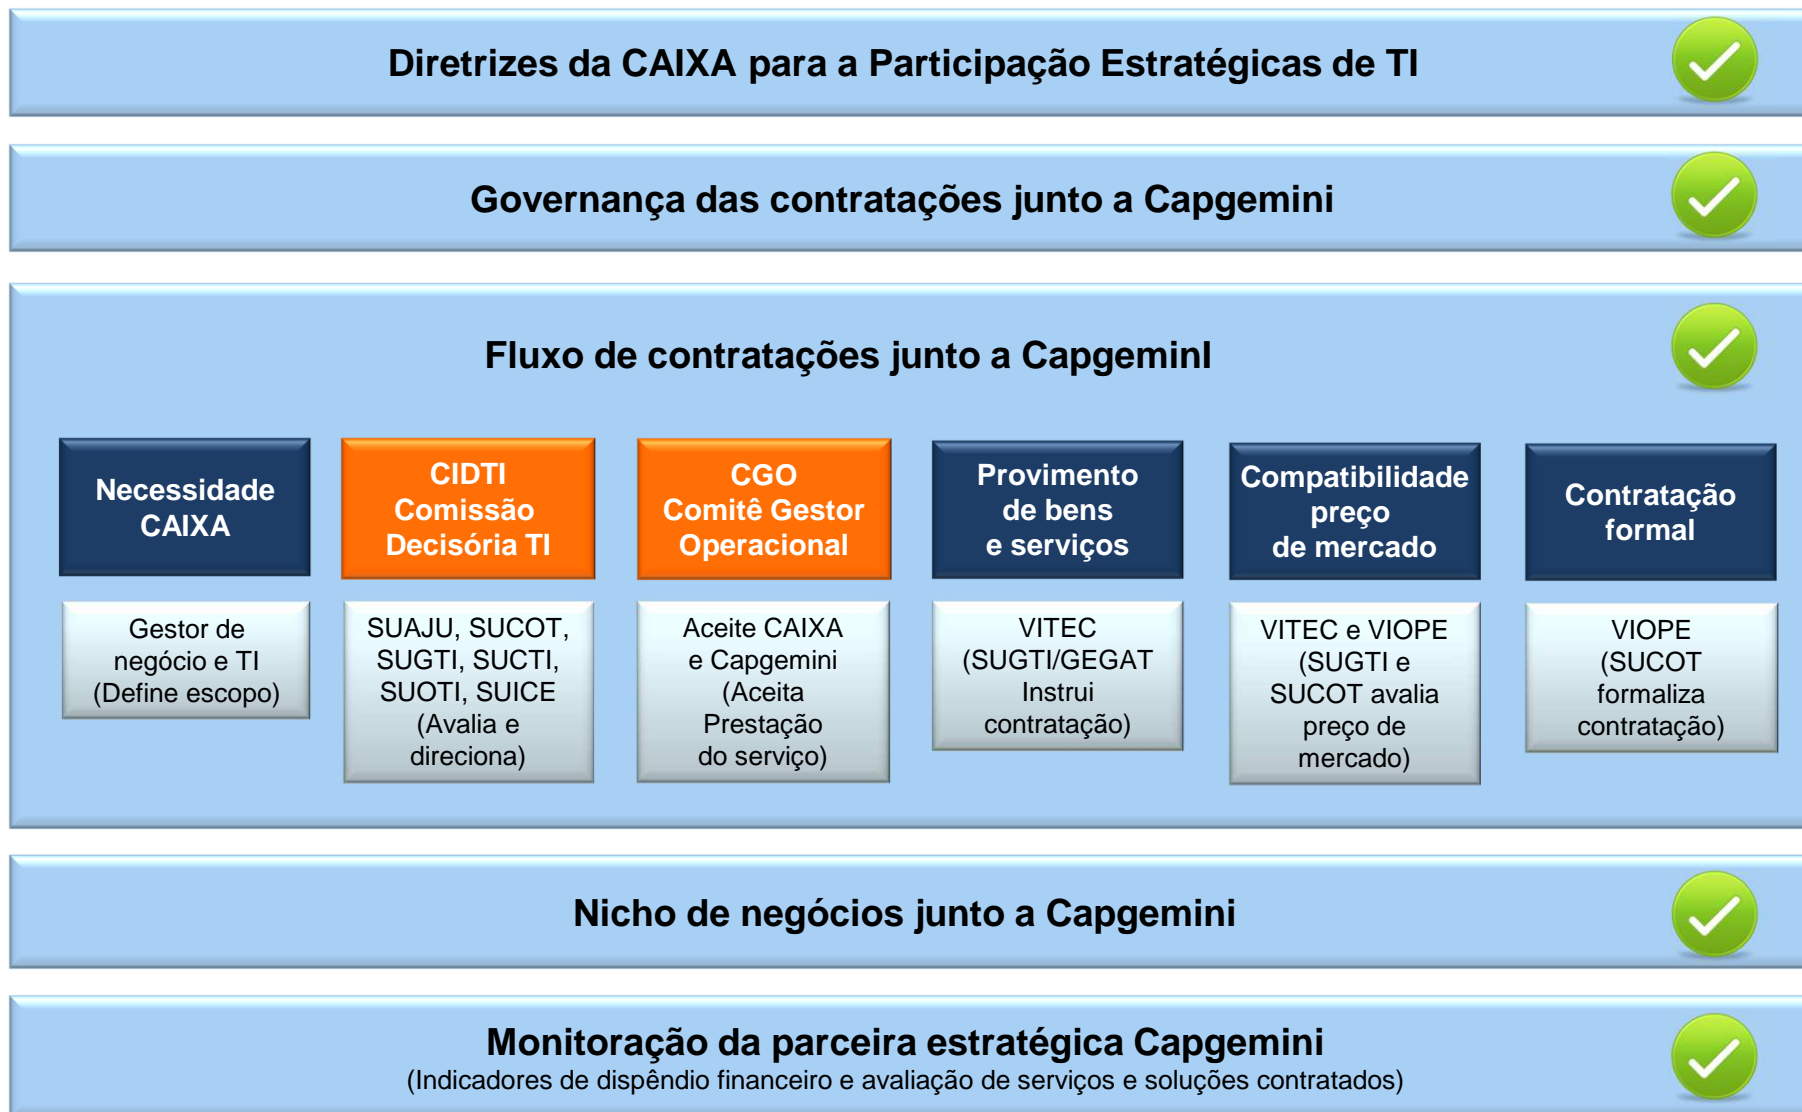 Diretrizes da CAIXA para a Participação Estratégicas de TI
Governança das contratações junto a Capgemini
Fluxo de contratações junto a CapgeminI
Necessidade
CAIXA
Gestor de
negócio e TI
(Define escopo)
CIDTI
Comissão
Decisória TI
SUAJU, SUCOT,
SUGTI, SUCTI,
SUOTI, SUICE
(Avalia e
direciona)
CGO
Comitê Gestor
Operacional
Aceite CAIXA
e Capgemini
(Aceita
Prestação
do serviço)
Provimento
de bens
e serviços
VITEC
(SUGTI/GEGAT
Instrui
contratação)
Compatibilidade
preço
de mercado
VITEC e VIOPE
(SUGTI e
SUCOT avalia
preço de
mercado)
Contratação
formal
VIOPE
(SUCOT
formaliza
contratação)
Nicho de negócios junto a Capgemini
Monitoração da parceira estratégica Capgemini
(Indicadores de dispêndio financeiro e avaliação de serviços e soluções contratados)